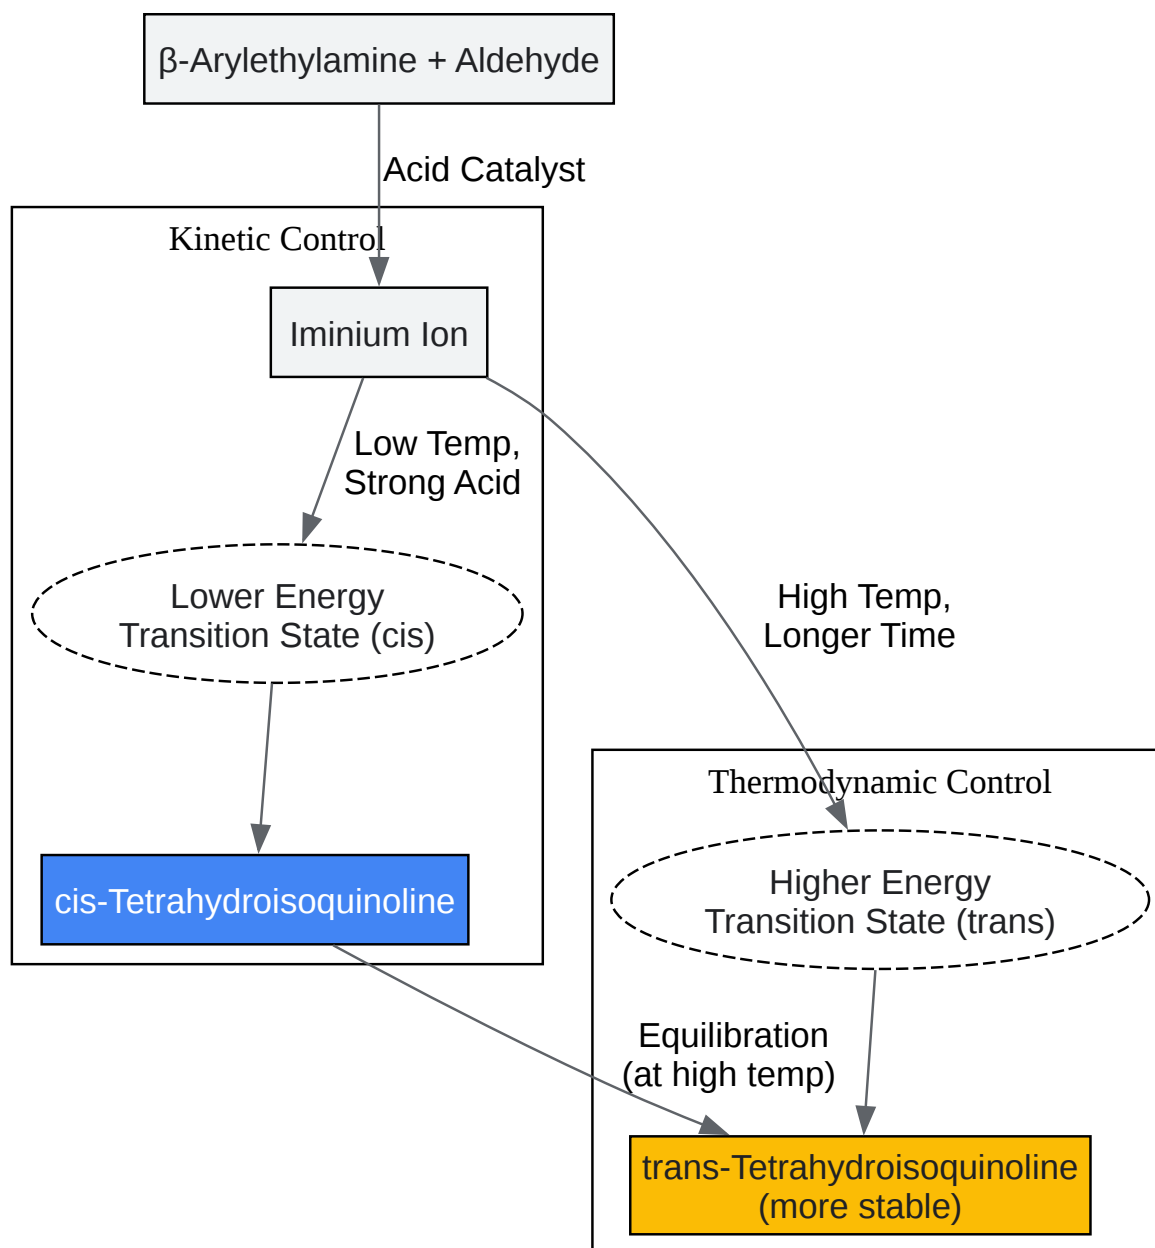 β-Arylethylamine + Aldehyde
Acid Catalyst
Kinetic Control
Iminium Ion
Low Temp,
Strong Acid
Lower Energy
Transition State (cis)
High Temp,
Longer Time
Thermodynamic Control
cis-Tetrahydroisoquinoline
Higher Energy
Transition State (trans)
Equilibration
(at high temp)
trans-Tetrahydroisoquinoline
(more stable)